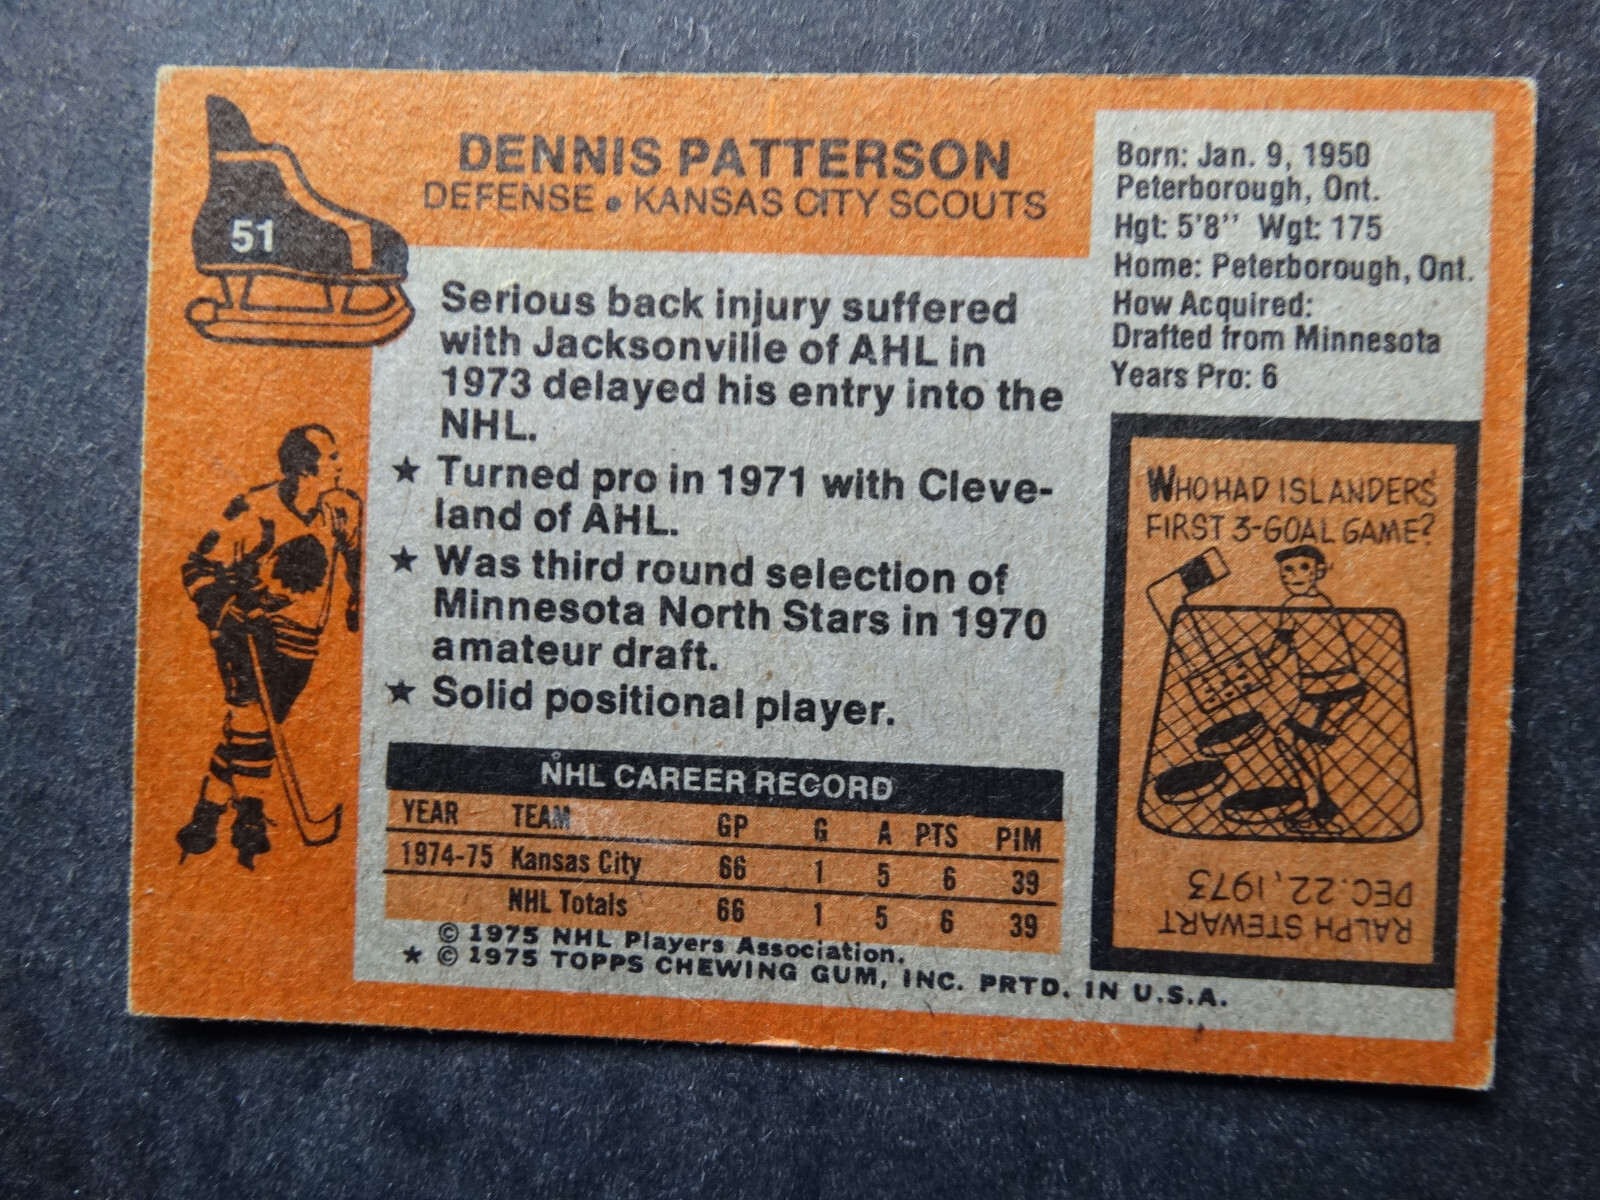 51
DENNIS PATTERSON
DEFENSE • KANSAS CITY SCOUTS
Serious back injury suffered
with Jacksonville of AHL in
1973 delayed his entry into the
NHL.
★ Turned pro in 1971 with Cleve-
land of AHL.
★ Was third round selection of
Minnesota North Stars in 1970
amateur draft.
★ Solid positional player.
NHL CAREER RECORD
YEAR TEAM GP G A PTS PIM
1974-75 Kansas City 66 1 5 6 39
NHL Totals 66 1 5 6 39
© 1975 NHL Players Association.
★ © 1975 TOPPS CHEWING GUM, INC. PRTD. IN U.S.A.
Born: Jan. 9, 1950
Peterborough, Ont.
Hgt: 5'8" Wgt: 175
Home: Peterborough, Ont.
How Acquired:
Drafted from Minnesota
Years Pro: 6
WHO HAD ISLANDERS'
FIRST 3-GOAL GAME?
RALPH STEWART
DEC. 22, 1973